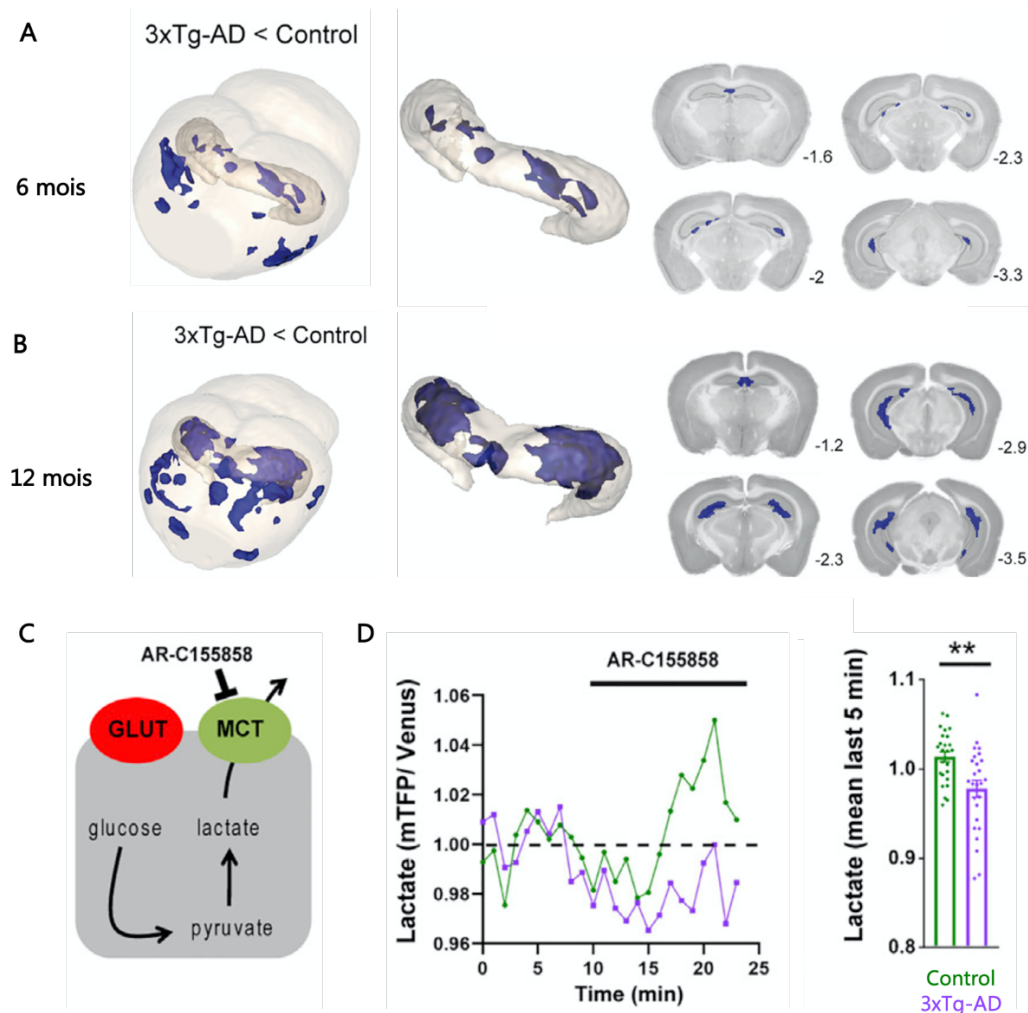 A
3xTg-AD < Control
6 mois
-1.6
-2.3
-2
-3.3
B
3xTg-AD < Control
12 mois
-1.2
-2.9
-2.3
-3.5
C
AR-C155858
GLUT
MCT
glucose
lactate
pyruvate
D
AR-C155858
Lactate (mTFP/ Venus)
1.06
1.04
1.02
1.00
0.98
0.96
0
5
10
15
20
25
Time (min)
**
Lactate (mean last 5 min)
1.1
1.0
0.9
0.8
Control
3xTg-AD